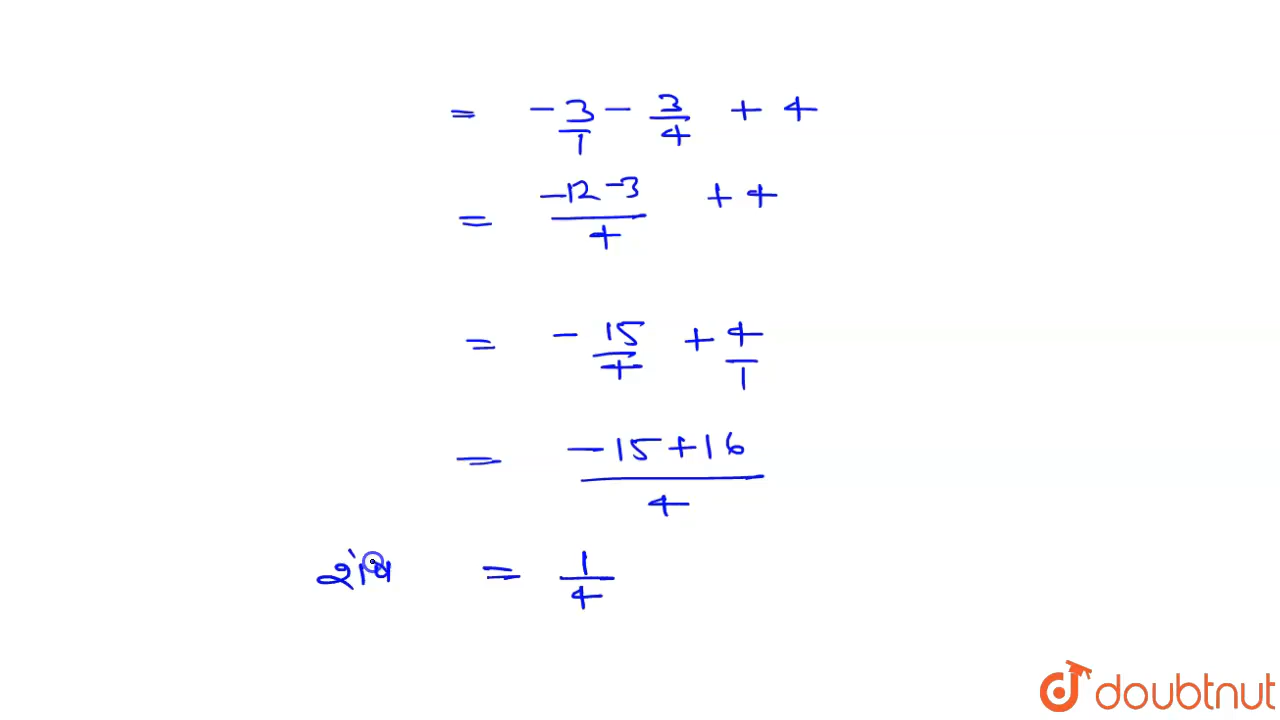 = -3/1 - 3/4 + 4
= (-12 -3)/4 + 4
= - 15/4 + 4/1
= (-15 + 16)/4
= 1/4
doubtnut